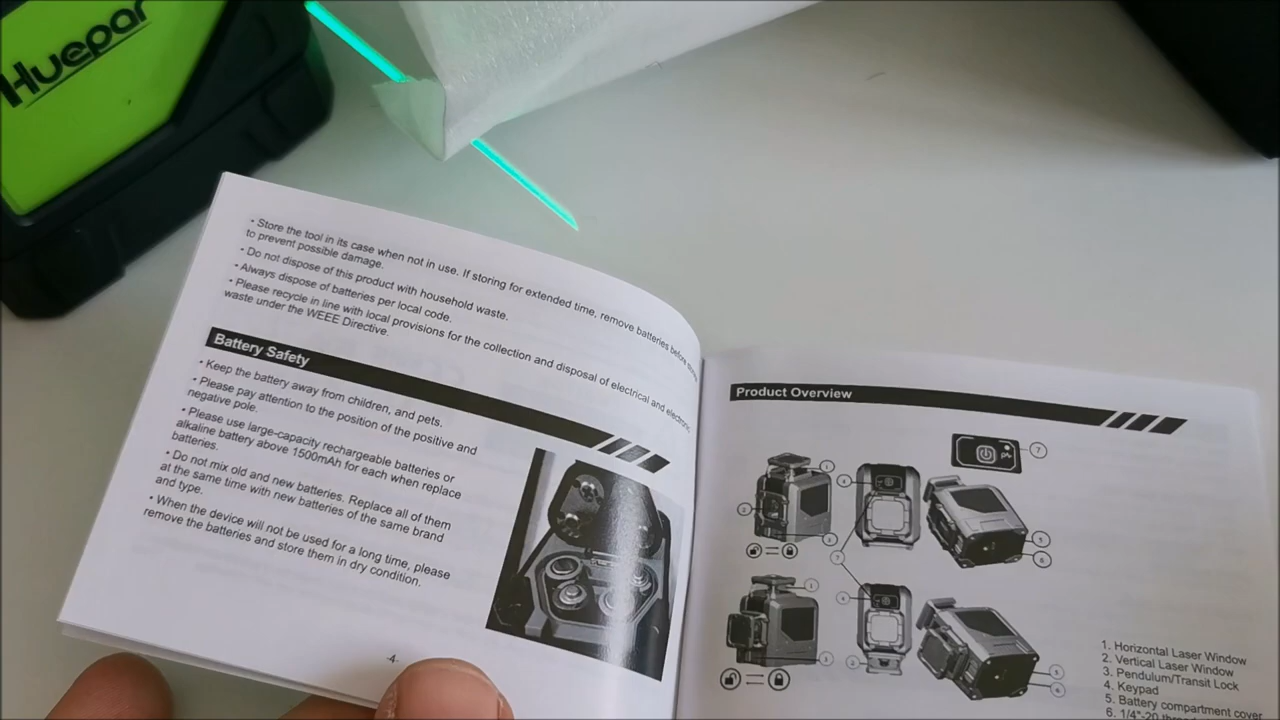 Huepar
• Store the tool in its case when not in use. If storing for extended time, remove batteries before
to prevent possible damage.
• Do not dispose of this product with household waste.
• Always dispose of batteries per local code.
• Please recycle in line with local provisions for the collection and disposal of electrical and electronic
waste under the WEEE Directive.
Battery Safety
• Keep the battery away from children, and pets.
• Please pay attention to the position of the positive and
negative pole.
• Please use large-capacity rechargeable batteries or
alkaline battery above 1500mAh for each when replace
batteries.
• Do not mix old and new batteries. Replace all of them
at the same time with new batteries of the same brand
and type.
• When the device will not be used for a long time, please
remove the batteries and store them in dry condition.
-4-
Product Overview
1. Horizontal Laser Window
2. Vertical Laser Window
3. Pendulum/Transit Lock
4. Keypad
5. Battery compartment cover
6. 1/4"-20